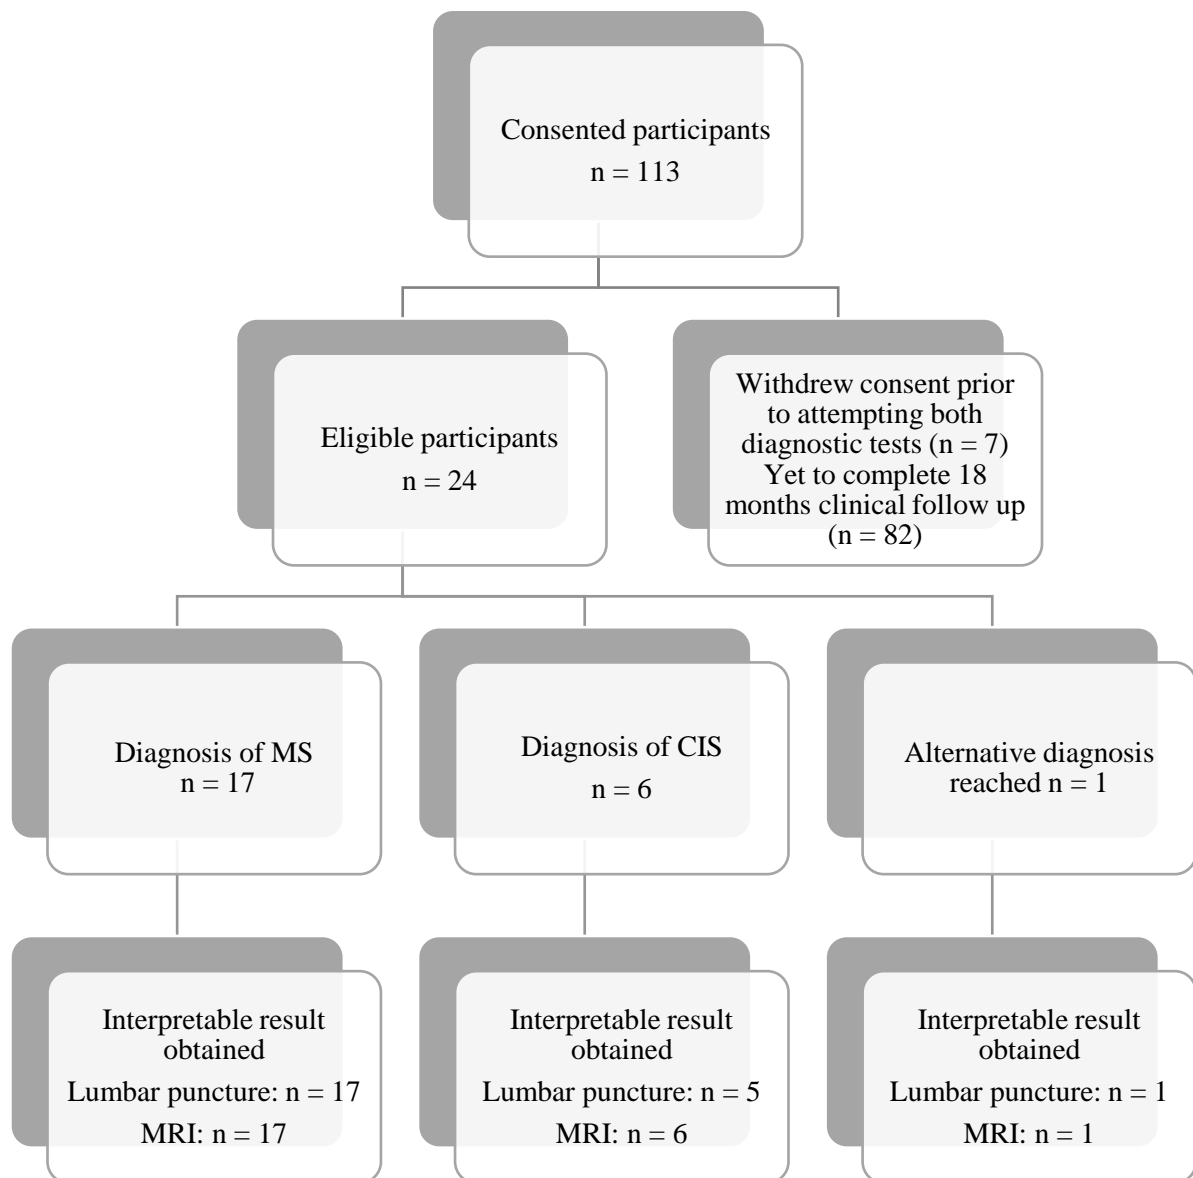 Consented participants
n = 113
Eligible participants
n = 24
Withdrew consent prior
to attempting both
diagnostic tests (n = 7)
Yet to complete 18
months clinical follow up
(n = 82)
Diagnosis of MS
n = 17
Diagnosis of CIS
n = 6
Alternative diagnosis
reached n = 1
Interpretable result
obtained
Lumbar puncture: n = 17
MRI: n = 17
Interpretable result
obtained
Lumbar puncture: n = 5
MRI: n = 6
Interpretable result
obtained
Lumbar puncture: n = 1
MRI: n = 1